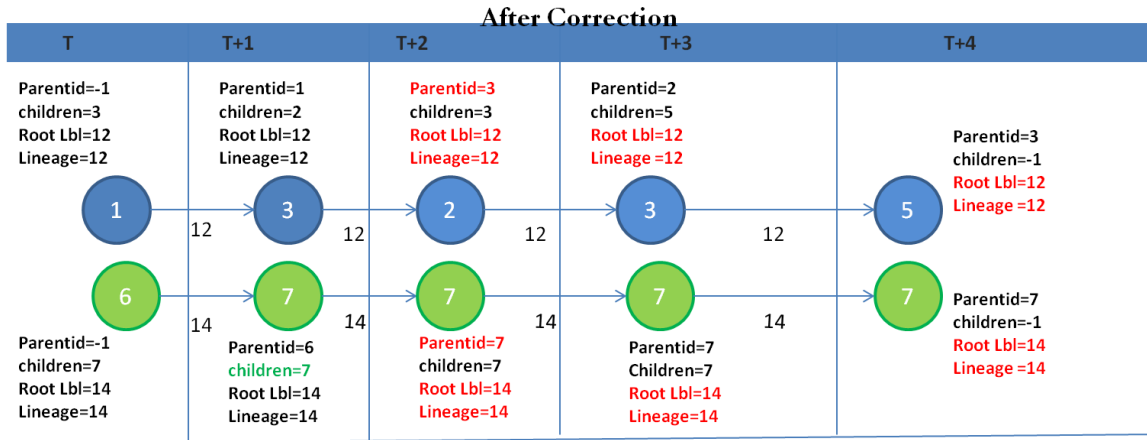 After Correction
T
T+1
T+2
T+3
T+4
Parentid=-1
children=3
Root Lbl=12
Lineage=12
Parentid=1
children=2
Root Lbl=12
Lineage=12
Parentid=3
children=3
Root Lbl=12
Lineage=12
Parentid=2
children=5
Root Lbl=12
Lineage =12
Parentid=3
children=-1
Root Lbl=12
Lineage =12
1
12
3
12
2
12
3
12
5
6
14
7
14
7
14
7
14
7
Parentid=-1
children=7
Root Lbl=14
Lineage=14
Parentid=6
children=7
Root Lbl=14
Lineage=14
Parentid=7
children=7
Root Lbl=14
Lineage=14
Parentid=7
Children=7
Root Lbl=14
Lineage=14
Parentid=7
children=-1
Root Lbl=14
Lineage=14